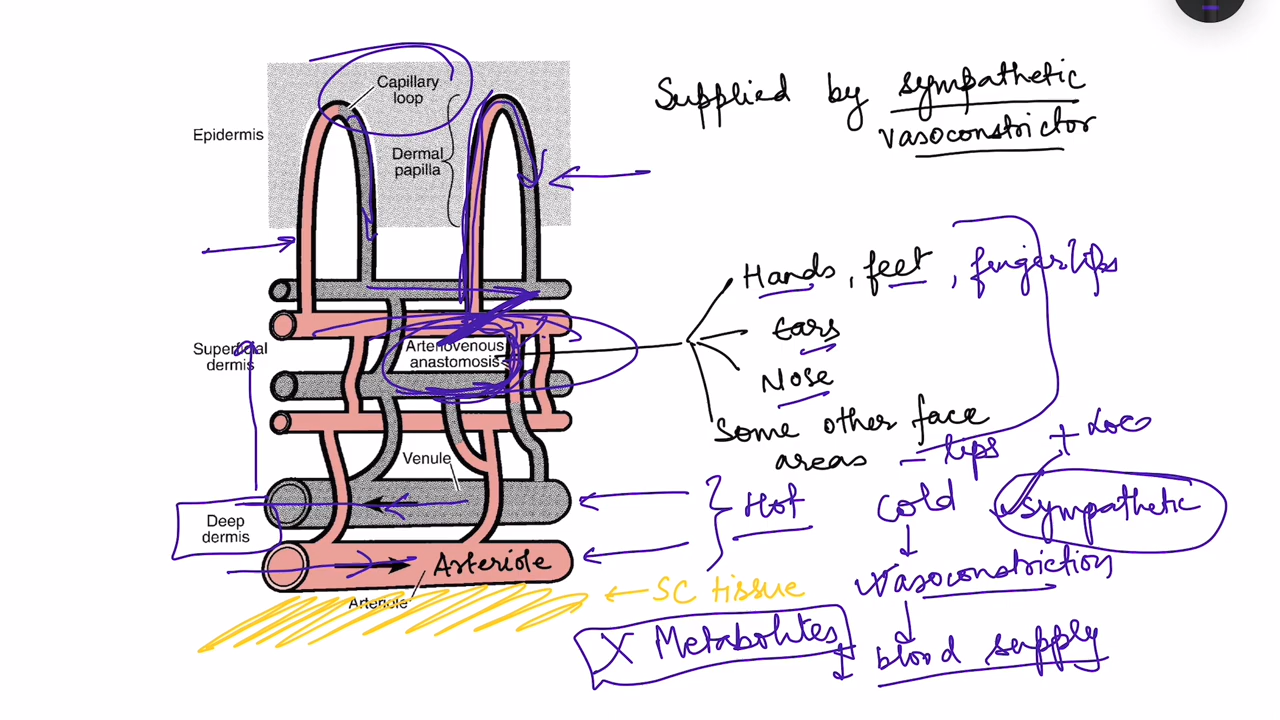 Capillary
loop
Epidermis
Dermal
papilla
Superficial
dermis
Arteriovenous
anastomosis
Venule
Deep
dermis
Arteriole
Arteriole
Supplied by sympathetic
vasoconstrictor
Hands, feet, fingertips
Ears
Nose
Some other face
areas - lips
Hot
Cold
sympathetic
+ Loc
Vasoconstriction
← SC tissue
X Metabolites
↓ blood supply